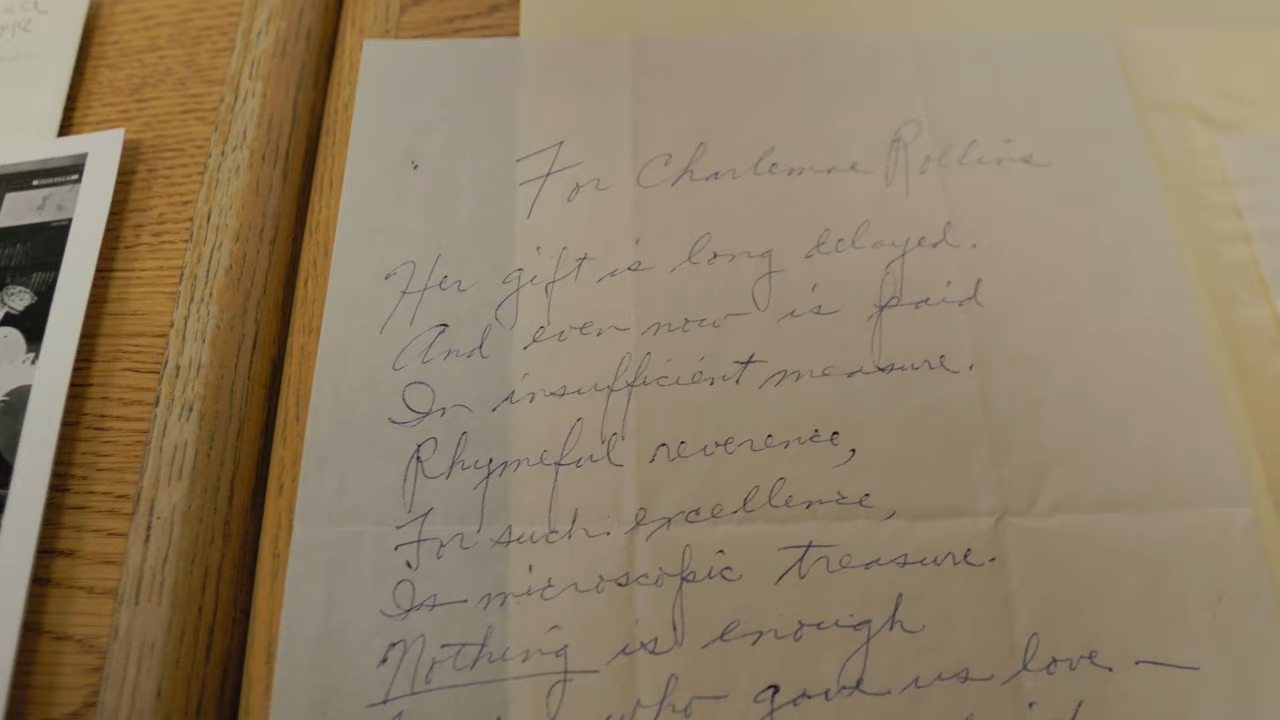 For Charlemae Rollins
Her gift is long delayed.
And even now is paid
In insufficient measure.
Rhymeful reverence,
For such excellence,
Is microscopic treasure.
Nothing is enough
who gave us love —